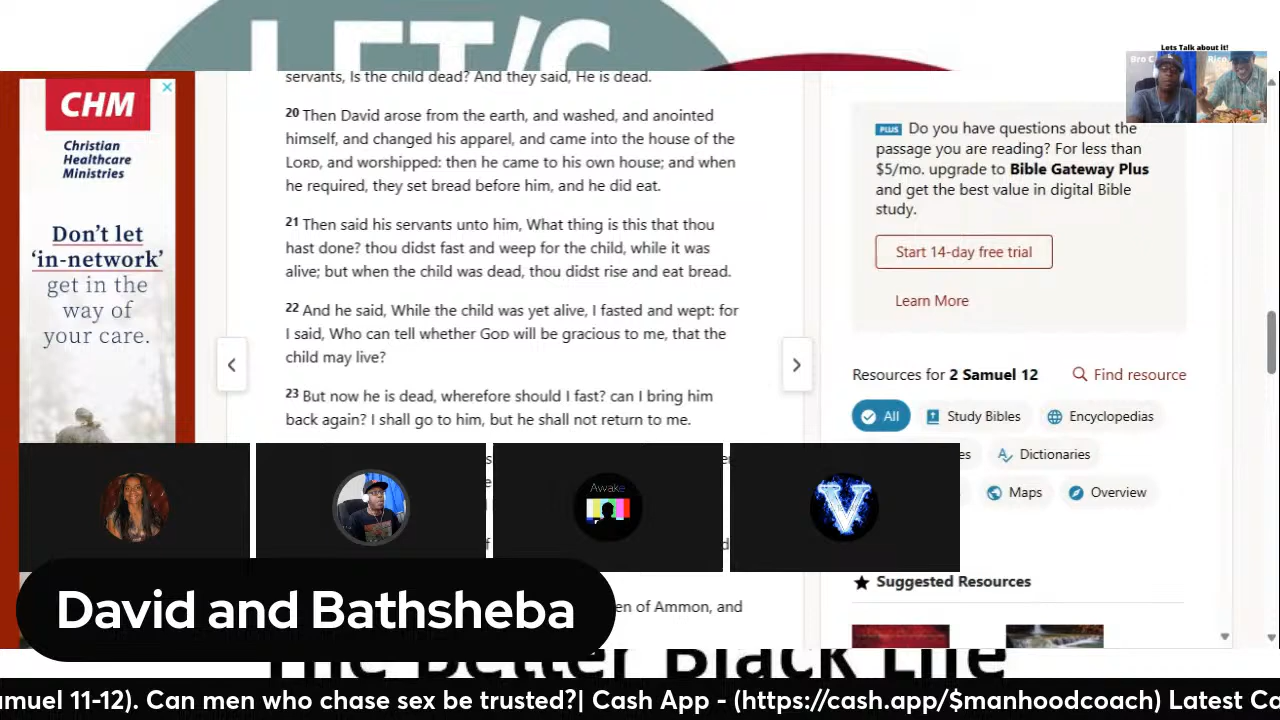 LET'S
Lets Talk about it!
Bro C
Rico
CHM
Christian
Healthcare
Ministries
Don't let
'in-network'
get in the
way of
your care.
servants, Is the child dead? And they said, He is dead.
20 Then David arose from the earth, and washed, and anointed
himself, and changed his apparel, and came into the house of the
LORD, and worshipped: then he came to his own house; and when
he required, they set bread before him, and he did eat.
21 Then said his servants unto him, What thing is this that thou
hast done? thou didst fast and weep for the child, while it was
alive; but when the child was dead, thou didst rise and eat bread.
22 And he said, While the child was yet alive, I fasted and wept: for
I said, Who can tell whether GOD will be gracious to me, that the
child may live?
23 But now he is dead, wherefore should I fast? can I bring him
back again? I shall go to him, but he shall not return to me.
of Ammon, and
PLUS Do you have questions about the
passage you are reading? For less than
$5/mo. upgrade to Bible Gateway Plus
and get the best value in digital Bible
study.
Start 14-day free trial
Learn More
Resources for 2 Samuel 12
Find resource
All
Study Bibles
Encyclopedias
Dictionaries
Maps
Overview
Suggested Resources
Awake
V
David and Bathsheba
The Better Black Life
amuel 11-12). Can men who chase sex be trusted?| Cash App - (https://cash.app/$manhoodcoach) Latest Co